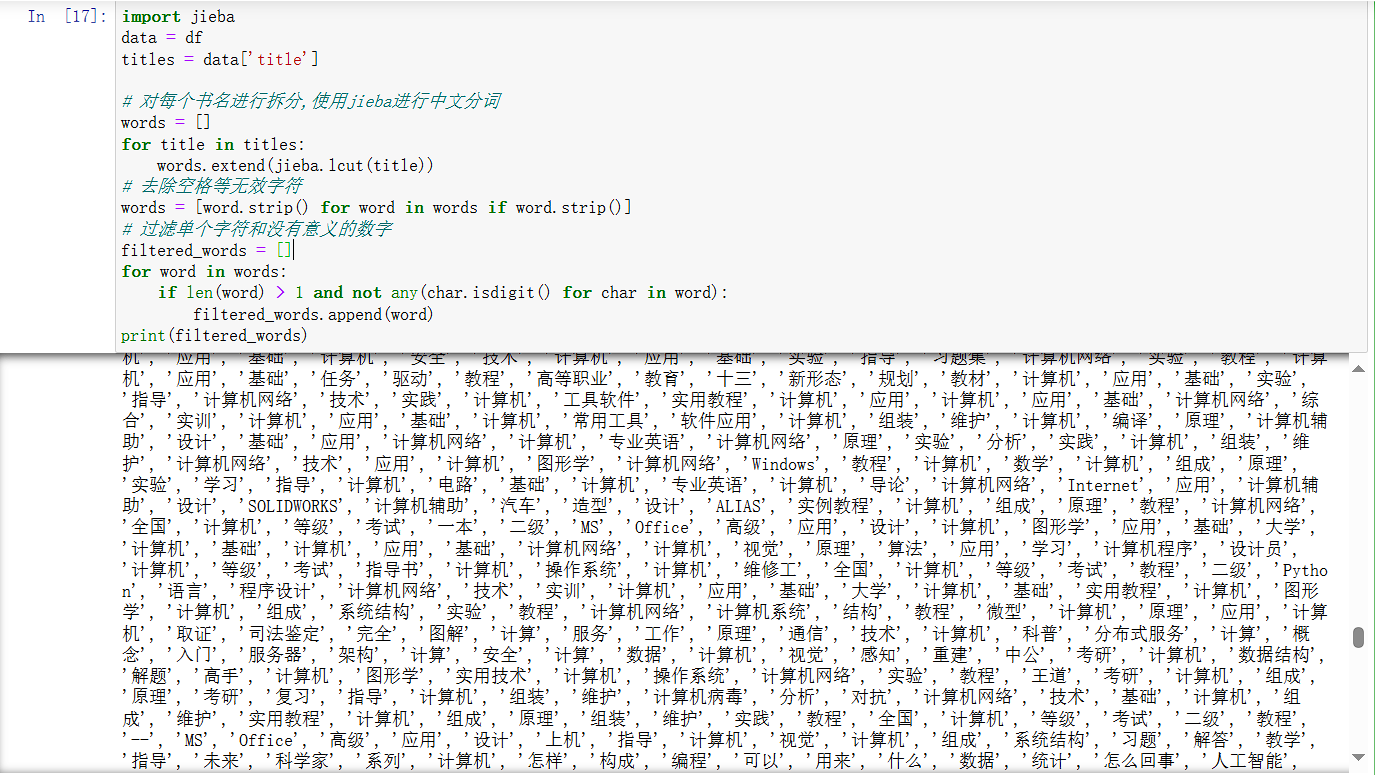 In [17]: import jieba
data = df
titles = data['title']
# 对每个书名进行拆分,使用jieba进行中文分词
words = []
for title in titles:
words.extend(jieba.lcut(title))
# 去除空格等无效字符
words = [word.strip() for word in words if word.strip()]
# 过滤单个字符和没有意义的数字
filtered_words = []
for word in words:
if len(word) > 1 and not any(char.isdigit() for char in word):
filtered_words.append(word)
print(filtered_words)
机', '应用', '基础', '计算机', '安全', '技术', '计算机', '应用', '基础', '实验', '指导', '习题集', '计算机网络', '实验', '教程', '计算
机', '应用', '基础', '任务', '驱动', '教程', '高等职业', '教育', '十三', '新形态', '规划', '教材', '计算机', '应用', '基础', '实验',
'指导', '计算机网络', '技术', '实践', '计算机', '工具软件', '实用教程', '计算机', '应用', '计算机', '应用', '基础', '计算机网络', '综
合', '实训', '计算机', '应用', '基础', '计算机', '常用工具', '软件应用', '计算机', '组装', '维护', '计算机', '编译', '原理', '计算机辅
助', '设计', '基础', '应用', '计算机网络', '计算机', '专业英语', '计算机网络', '原理', '实验', '分析', '实践', '计算机', '组装', '维
护', '计算机网络', '技术', '应用', '计算机', '图形学', '计算机网络', 'Windows', '教程', '计算机', '数学', '计算机', '组成', '原理',
'实验', '学习', '指导', '计算机', '电路', '基础', '计算机', '专业英语', '计算机', '导论', '计算机网络', 'Internet', '应用', '计算机辅
助', '设计', 'SOLIDWORKS', '计算机辅助', '汽车', '造型', '设计', 'ALIAS', '实例教程', '计算机', '组成', '原理', '教程', '计算机网络',
'全国', '计算机', '等级', '考试', '一本', '二级', 'MS', 'Office', '高级', '应用', '设计', '计算机', '图形学', '应用', '基础', '大学',
'计算机', '基础', '计算机', '应用', '基础', '计算机网络', '计算机', '视觉', '原理', '算法', '应用', '学习', '计算机程序', '设计员',
'计算机', '等级', '考试', '指导书', '计算机', '操作系统', '计算机', '维修工', '全国', '计算机', '等级', '考试', '教程', '二级', 'Pytho
n', '语言', '程序设计', '计算机网络', '技术', '实训', '计算机', '应用', '基础', '大学', '计算机', '基础', '实用教程', '计算机', '图形
学', '计算机', '组成', '系统结构', '实验', '教程', '计算机网络', '计算机系统', '结构', '教程', '微型', '计算机', '原理', '应用', '计算
机', '取证', '司法鉴定', '完全', '图解', '计算', '服务', '工作', '原理', '通信', '技术', '计算机', '科普', '分布式服务', '计算', '概
念', '入门', '服务器', '架构', '计算', '安全', '计算', '数据', '计算机', '视觉', '感知', '重建', '中公', '考研', '计算机', '数据结构',
'解题', '高手', '计算机', '图形学', '实用技术', '计算机', '操作系统', '计算机网络', '实验', '教程', '王道', '考研', '计算机', '组成',
'原理', '考研', '复习', '指导', '计算机', '组装', '维护', '计算机病毒', '分析', '对抗', '计算机网络', '技术', '基础', '计算机', '组
成', '维护', '实用教程', '计算机', '组成', '原理', '组装', '维护', '实践', '教程', '全国', '计算机', '等级', '考试', '二级', '教程',
'--', 'MS', 'Office', '高级', '应用', '设计', '上机', '指导', '计算机', '视觉', '计算机', '组成', '系统结构', '习题', '解答', '教学',
'指导', '未来', '科学家', '系列', '计算机', '怎样', '构成', '编程', '可以', '用来', '什么', '数据', '统计', '怎么回事', '人工智能',